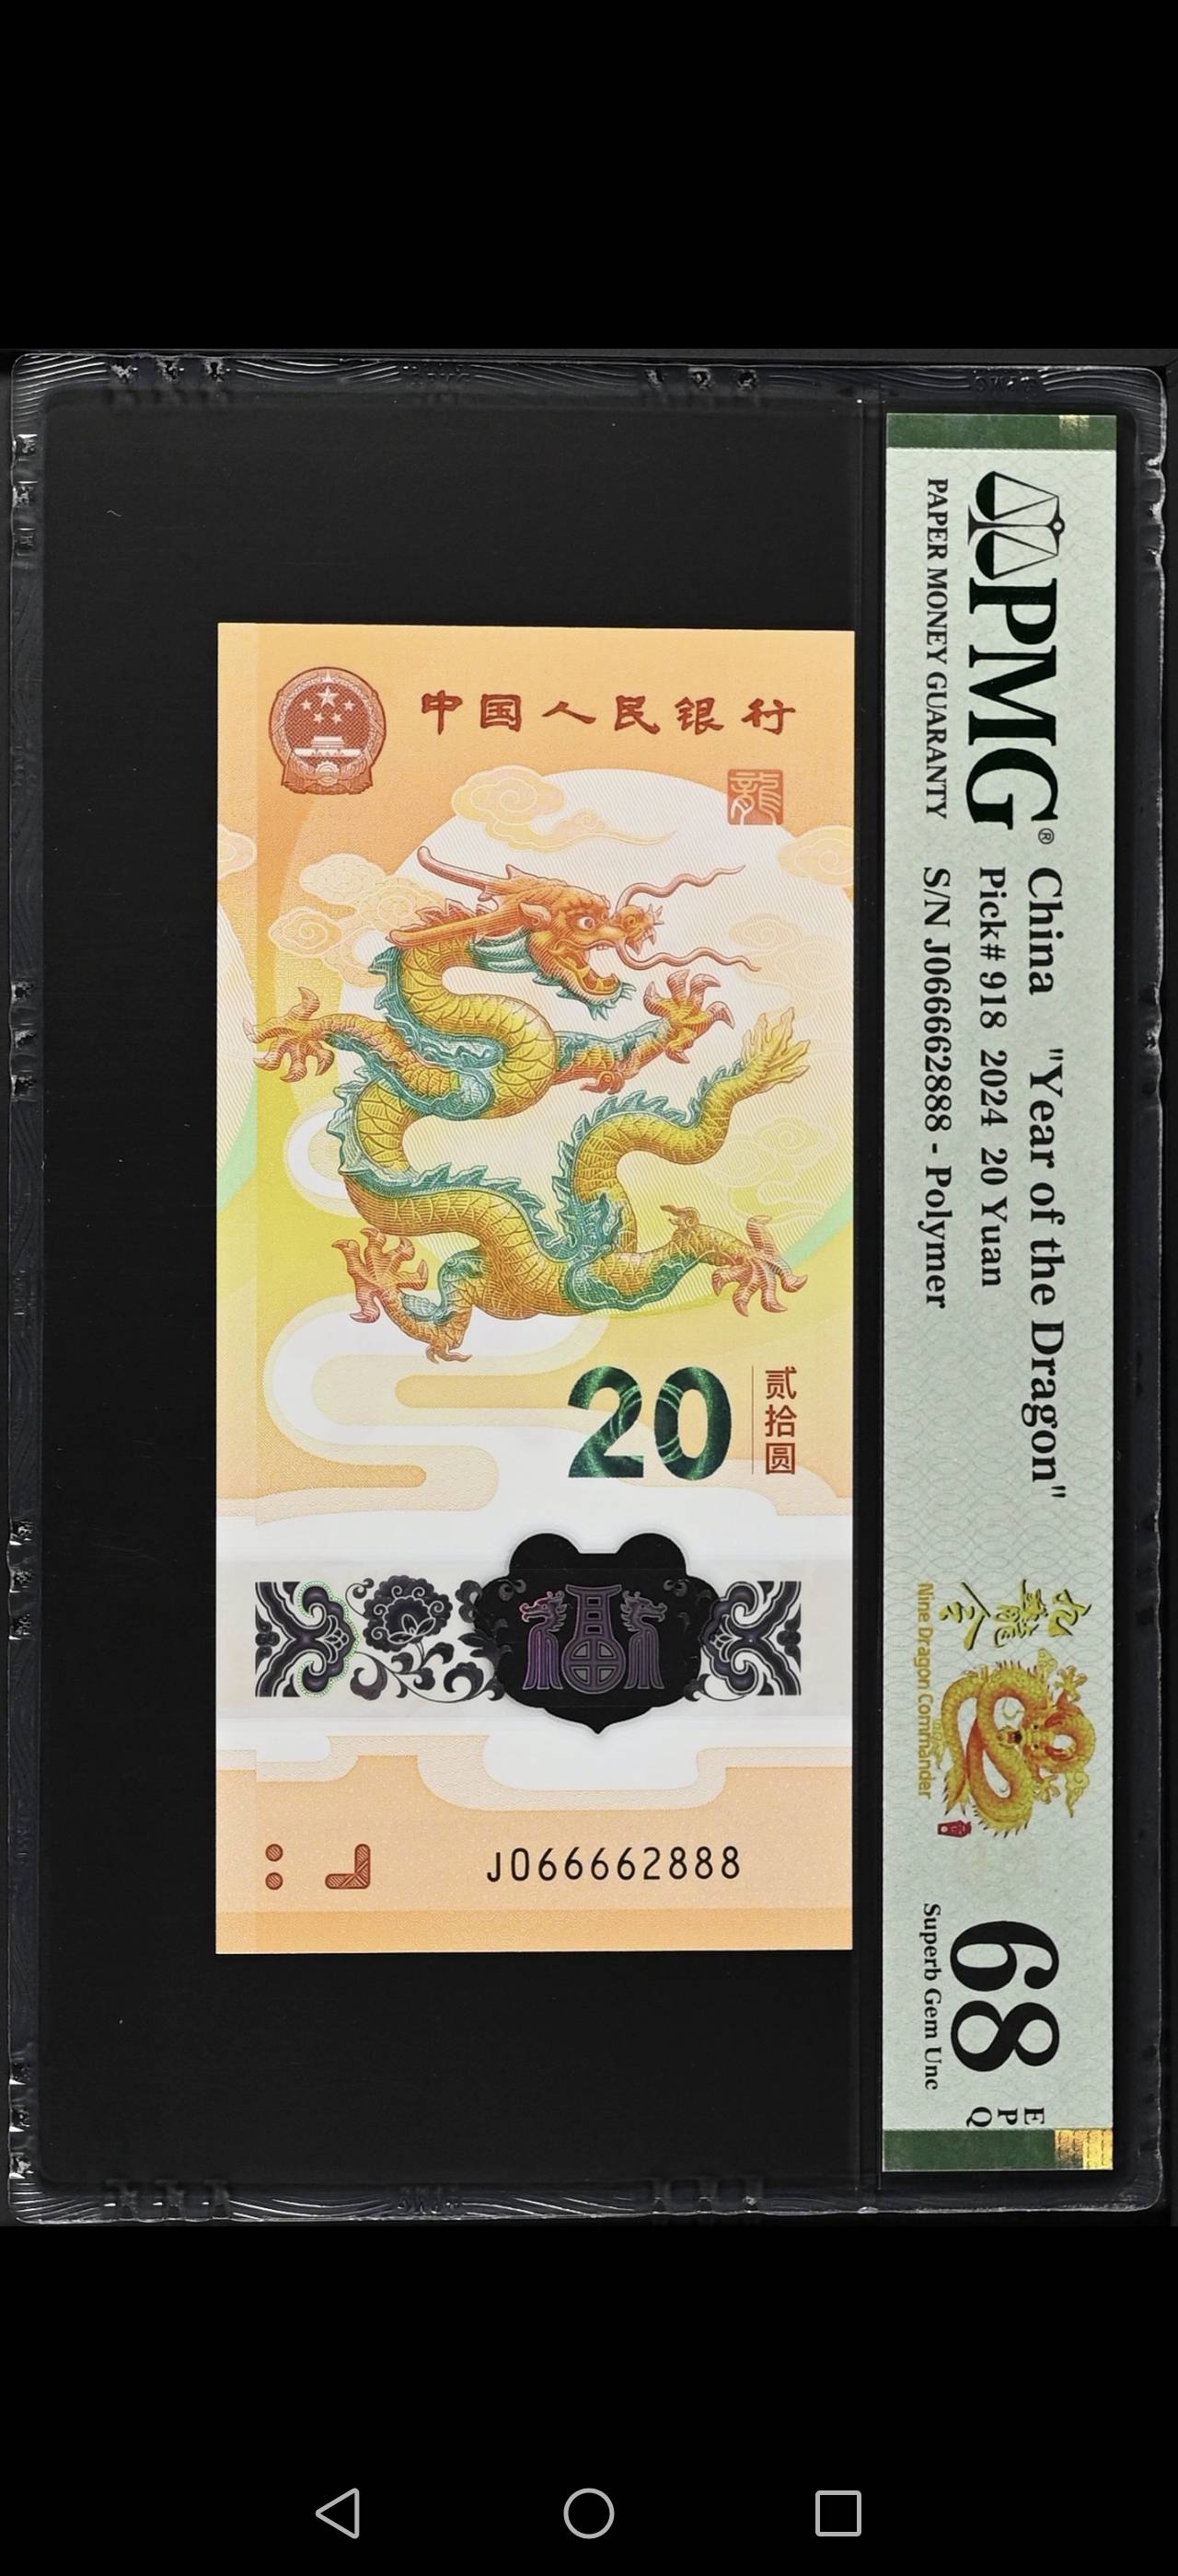 中国人民银行
龍
20
贰拾圆
福
J066662888
PMG®
PAPER MONEY GUARANTY
China "Year of the Dragon"
Pick# 918 2024 20 Yuan
S/N J066662888 - Polymer
九龍令
Nine Dragon Commander
68
EPQ
Superb Gem Unc